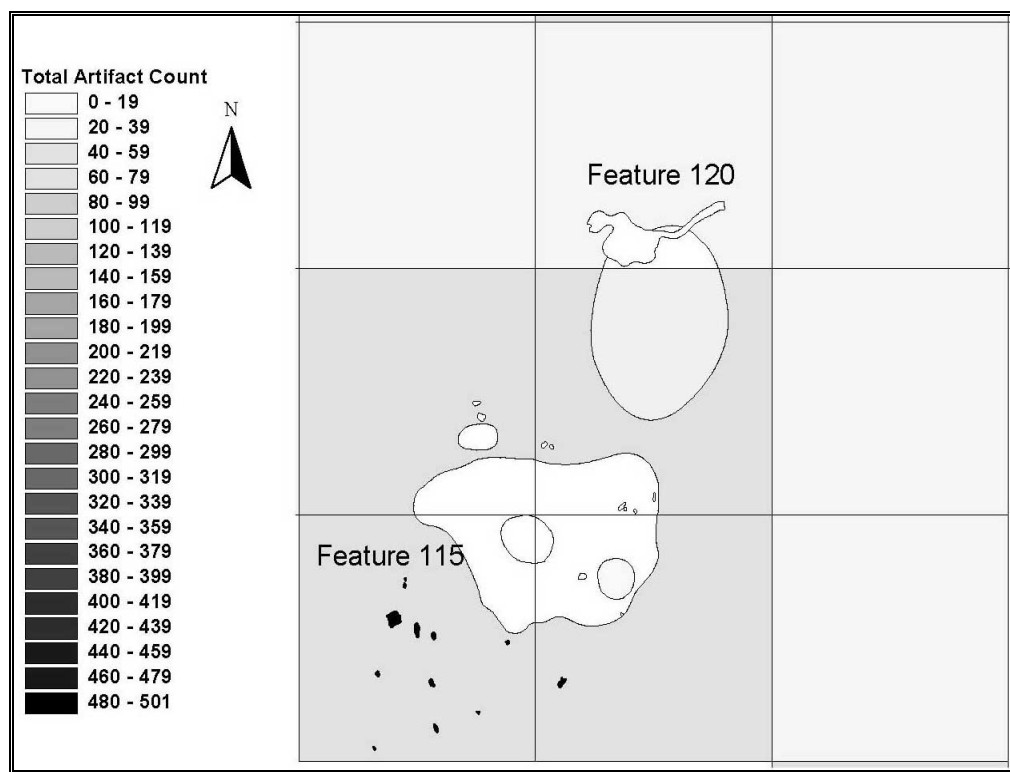 Total Artifact Count
0 - 19
20 - 39
40 - 59
60 - 79
80 - 99
100 - 119
120 - 139
140 - 159
160 - 179
180 - 199
200 - 219
220 - 239
240 - 259
260 - 279
280 - 299
300 - 319
320 - 339
340 - 359
360 - 379
380 - 399
400 - 419
420 - 439
440 - 459
460 - 479
480 - 501
N
Feature 120
Feature 115